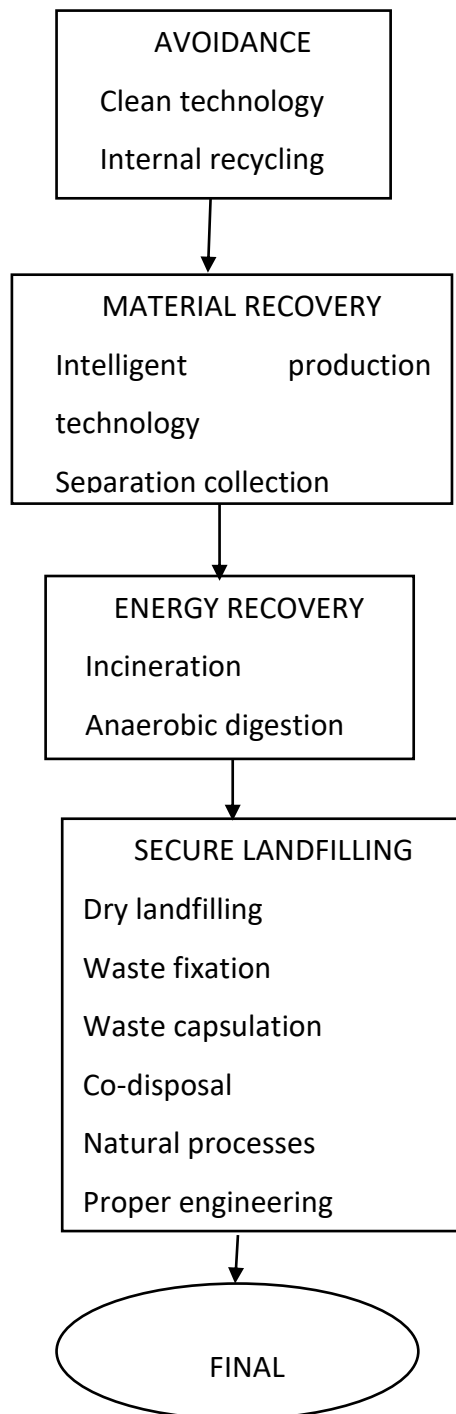 AVOIDANCE
Clean technology
Internal recycling
MATERIAL RECOVERY
Intelligent production
technology
Separation collection
ENERGY RECOVERY
Incineration
Anaerobic digestion
SECURE LANDFILLING
Dry landfilling
Waste fixation
Waste capsulation
Co-disposal
Natural processes
Proper engineering
FINAL